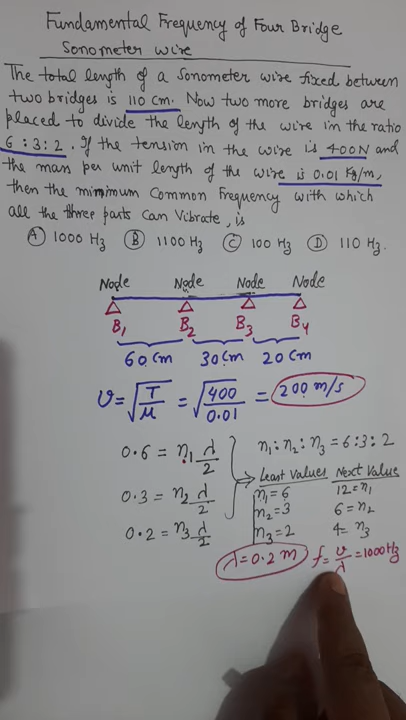 Fundamental Frequency of Four Bridge
Sonometer wire
The total length of a Sonometer wire fixed between
two bridges is 110 cm. Now two more bridges are
placed to divide the length of the wire in the ratio
6:3:2. If the tension in the wire is 400N and
the mass per unit length of the wire is 0.01 Kg/m,
then the minimum Common Frequency with which
all the three parts can Vibrate, is
(A) 1000 Hz (B) 1100 Hz (C) 100 Hz (D) 110 Hz.
Node Node Node Node
B₁ B₂ B₃ B₄
60 cm 30 cm 20 cm
υ = √(T/μ) = √(400/0.01) = 200 m/s
0.6 = n₁ λ/2
0.3 = n₂ λ/2
0.2 = n₃ λ/2
n₁ : n₂ : n₃ = 6:3:2
Least Values Next Value
n₁ = 6 12 = n₁
n₂ = 3 6 = n₂
n₃ = 2 4 = n₃
λ = 0.2 m f = υ/λ = 1000 Hz